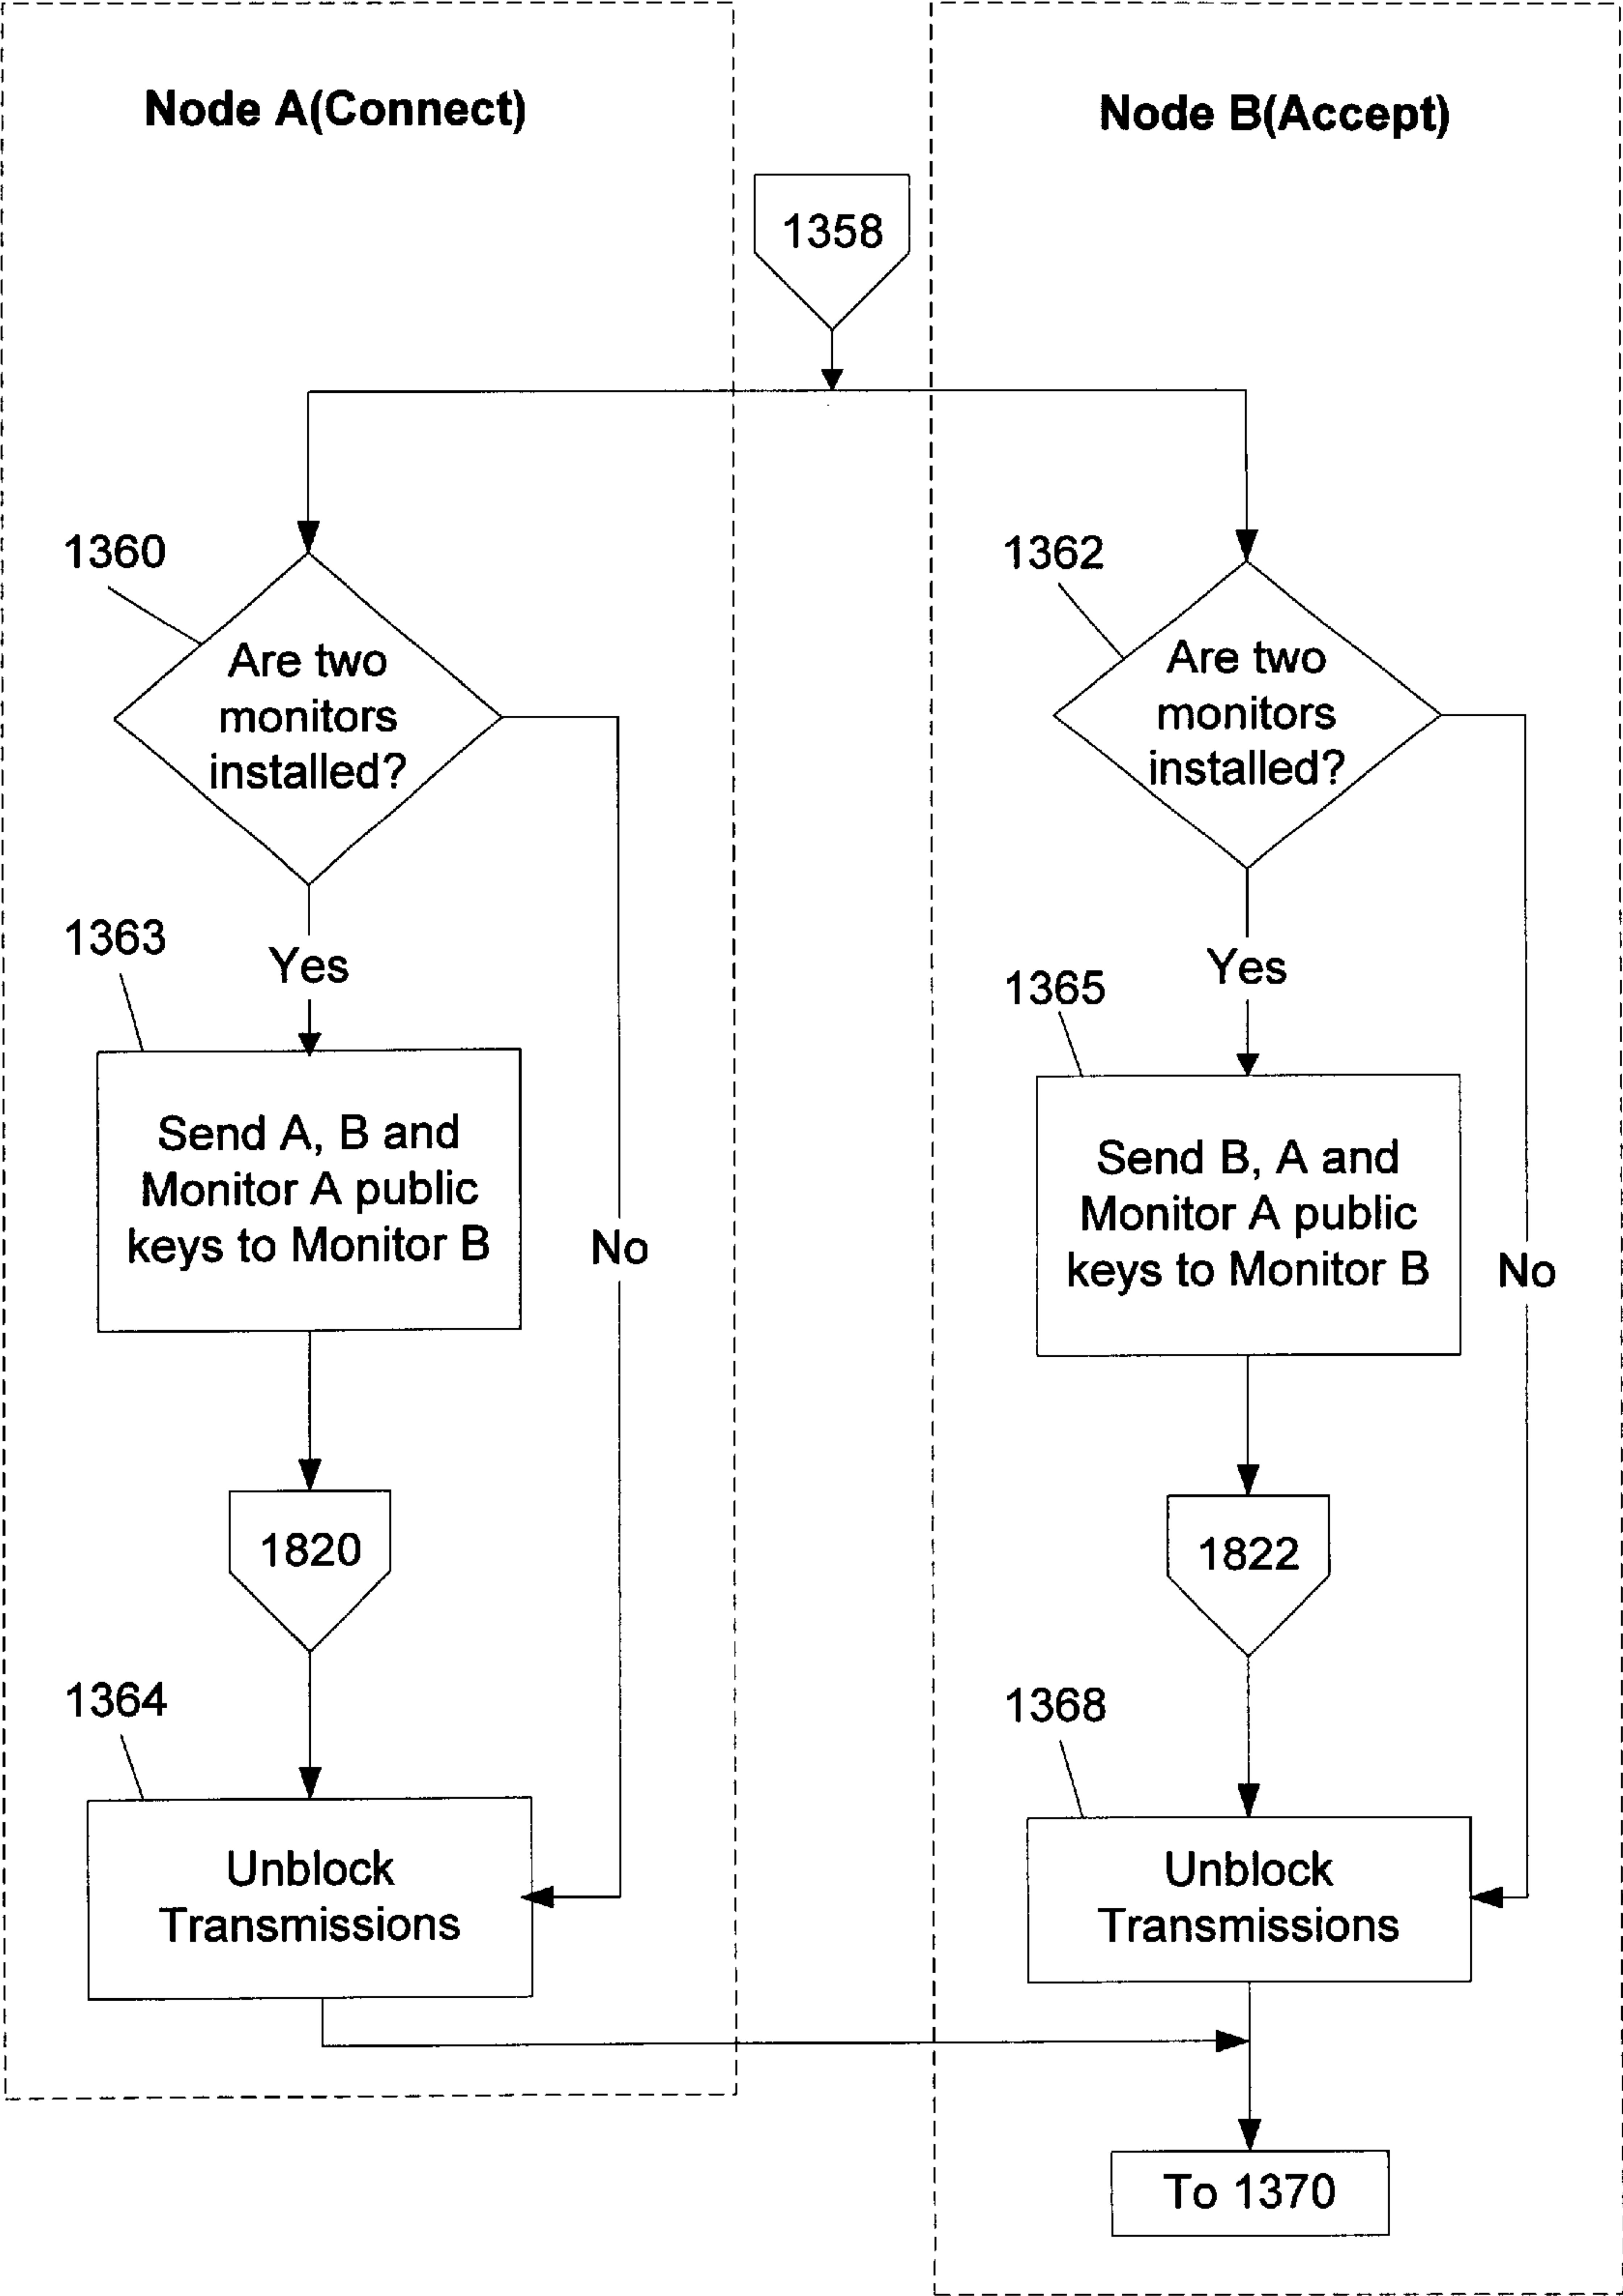 Node A(Connect)
Node B(Accept)
1358
1360
Are two
monitors
installed?
1362
Are two
monitors
installed?
1363
Yes
Send A, B and
Monitor A public
keys to Monitor B
No
1365
Yes
Send B, A and
Monitor A public
keys to Monitor B
No
1820
1822
1364
Unblock
Transmissions
1368
Unblock
Transmissions
To 1370